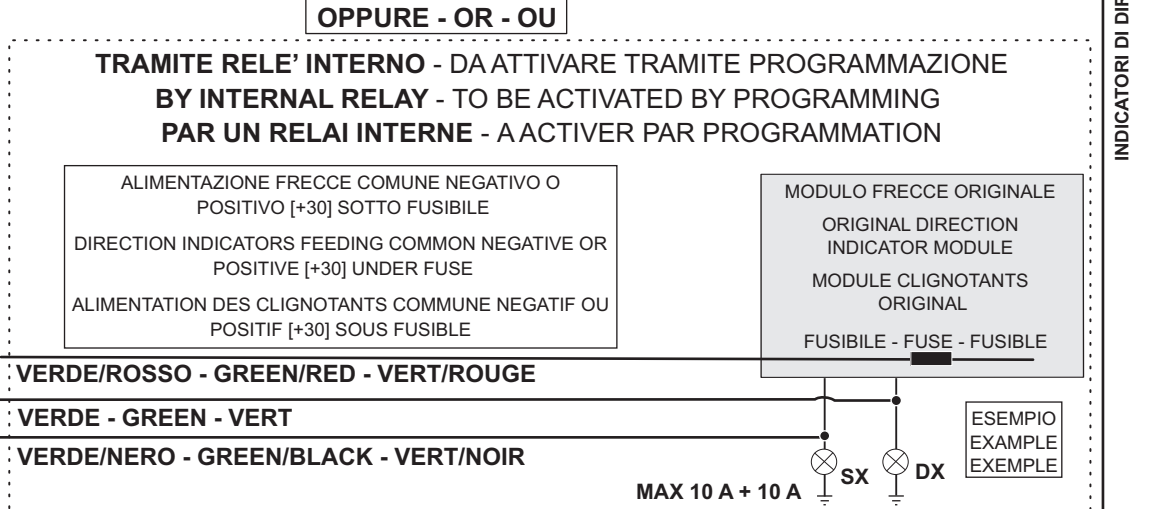 OPPURE - OR - OU
TRAMITE RELE’ INTERNO - DA ATTIVARE TRAMITE PROGRAMMAZIONE
BY INTERNAL RELAY - TO BE ACTIVATED BY PROGRAMMING
PAR UN RELAI INTERNE - A ACTIVER PAR PROGRAMMATION
ALIMENTAZIONE FRECCE COMUNE NEGATIVO O
POSITIVO [+30] SOTTO FUSIBILE
DIRECTION INDICATORS FEEDING COMMON NEGATIVE OR
POSITIVE [+30] UNDER FUSE
ALIMENTATION DES CLIGNOTANTS COMMUNE NEGATIF OU
POSITIF [+30] SOUS FUSIBLE
MODULO FRECCE ORIGINALE
ORIGINAL DIRECTION
INDICATOR MODULE
MODULE CLIGNOTANTS
ORIGINAL
FUSIBILE - FUSE - FUSIBLE
VERDE/ROSSO - GREEN/RED - VERT/ROUGE
VERDE - GREEN - VERT
VERDE/NERO - GREEN/BLACK - VERT/NOIR
ESEMPIO
EXAMPLE
EXEMPLE
SX
DX
MAX 10 A + 10 A
INDICATORI DI